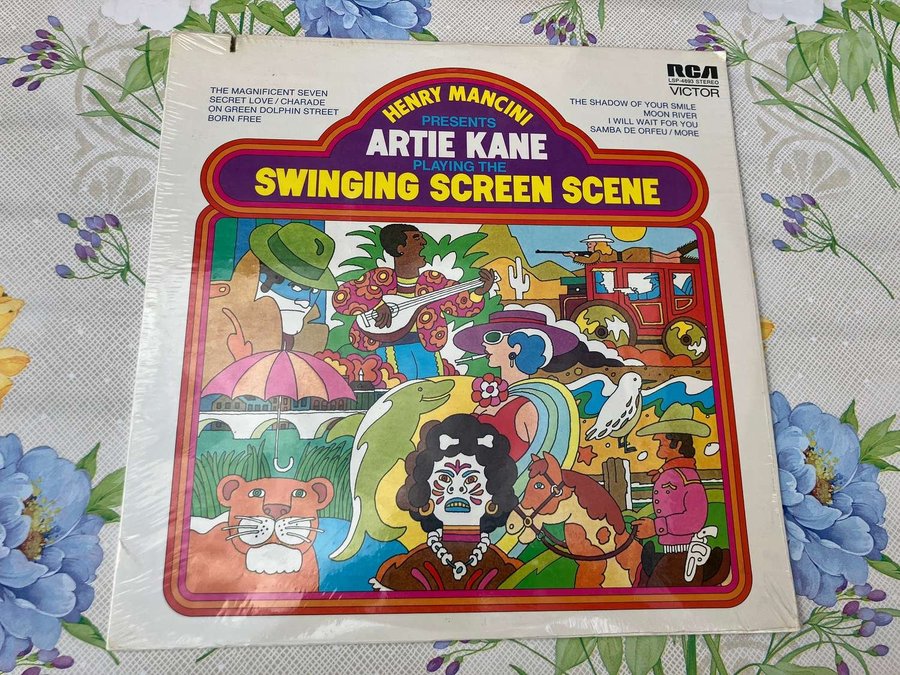 THE MAGNIFICENT SEVEN
SECRET LOVE / CHARADE
ON GREEN DOLPHIN STREET
BORN FREE
RCA
LSP-4693 STEREO
VICTOR
THE SHADOW OF YOUR SMILE
MOON RIVER
I WILL WAIT FOR YOU
SAMBA DE ORFEU / MORE
HENRY MANCINI
PRESENTS
ARTIE KANE
PLAYING THE
SWINGING SCREEN SCENE